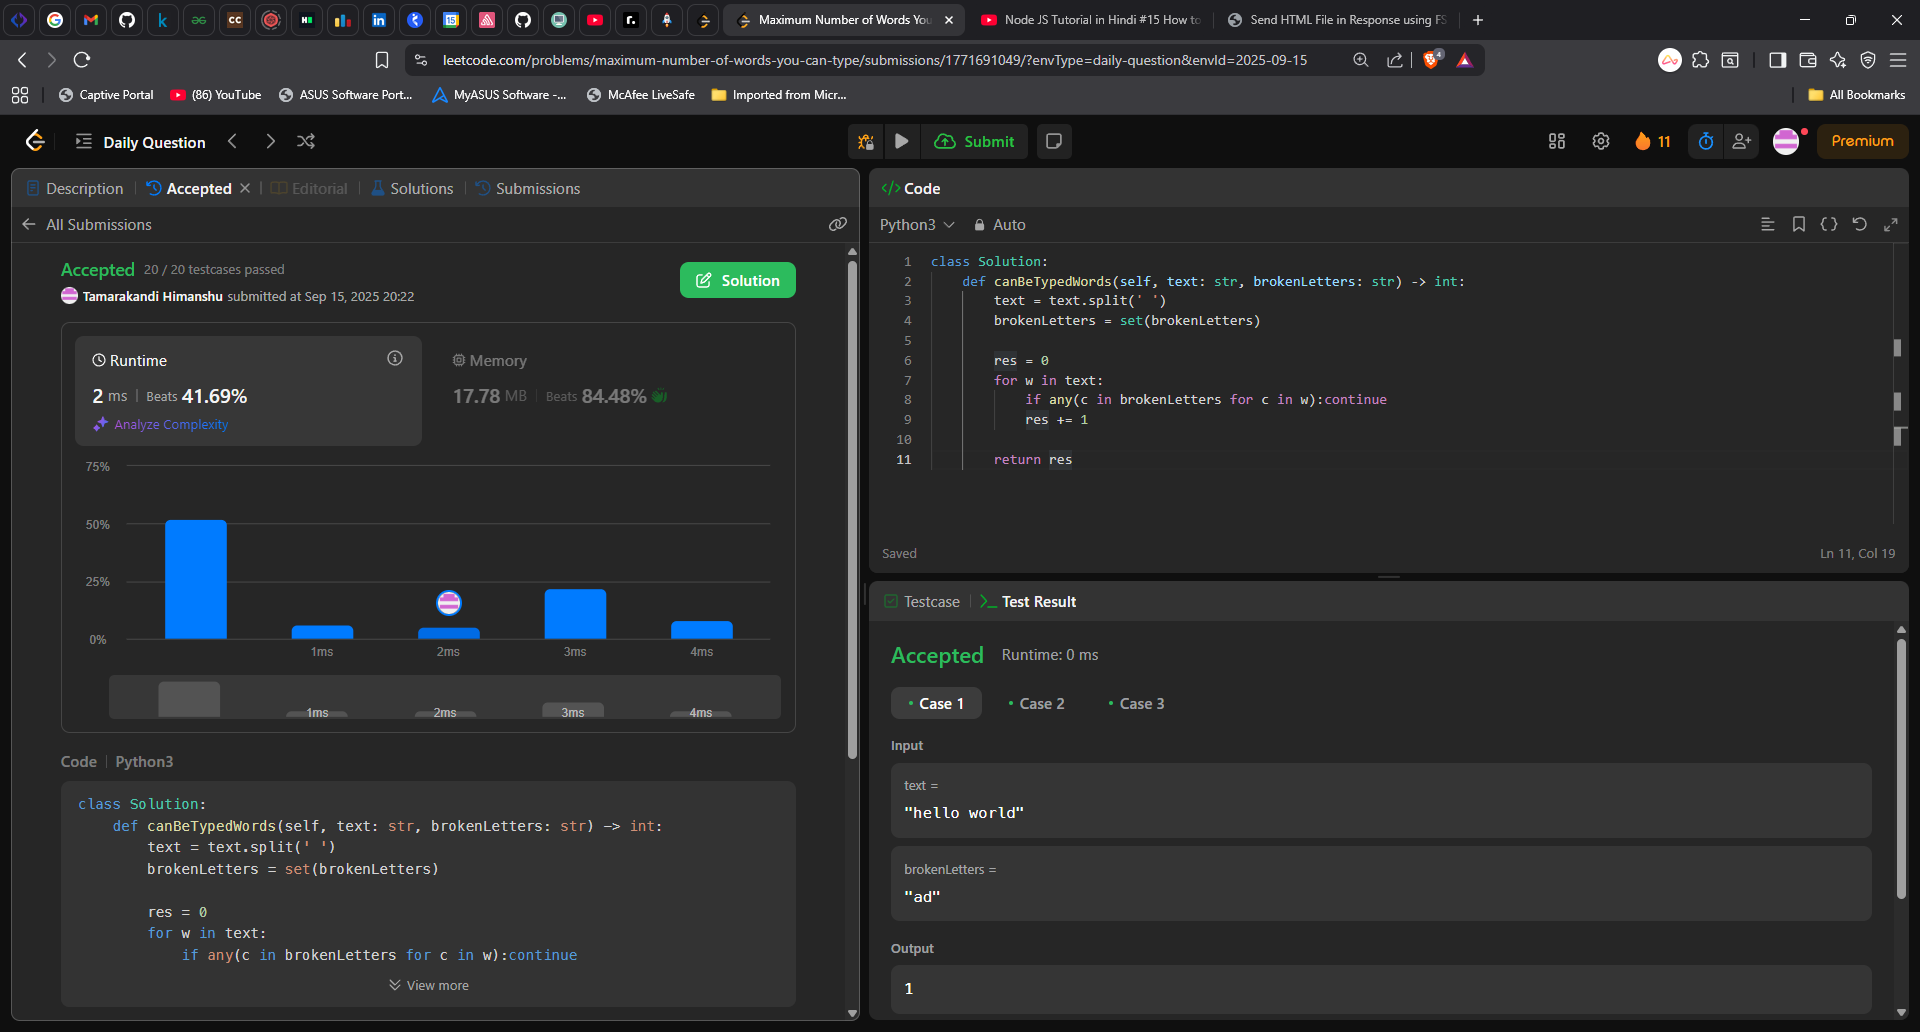 Maximum Number of Words You
Node JS Tutorial in Hindi #15 How to
Send HTML File in Response using FS
leetcode.com/problems/maximum-number-of-words-you-can-type/submissions/1771691049/?envType=daily-question&envId=2025-09-15
4
Captive Portal
(86) YouTube
ASUS Software Port...
MyASUS Software -...
McAfee LiveSafe
Imported from Micr...
All Bookmarks
Daily Question
Submit
11
Premium
Description
Accepted
Editorial
Solutions
Submissions
All Submissions
Accepted 20 / 20 testcases passed
Tamarakandi Himanshu submitted at Sep 15, 2025 20:22
Solution
Runtime
2 ms | Beats 41.69%
Analyze Complexity
Memory
17.78 MB | Beats 84.48%
75%
50%
25%
0%
1ms 2ms 3ms 4ms
1ms 2ms 3ms 4ms
Code | Python3
class Solution:
def canBeTypedWords(self, text: str, brokenLetters: str) -> int:
text = text.split(' ')
brokenLetters = set(brokenLetters)
res = 0
for w in text:
if any(c in brokenLetters for c in w):continue
View more
</> Code
Python3
Auto
1 class Solution:
2 def canBeTypedWords(self, text: str, brokenLetters: str) -> int:
3 text = text.split(' ')
4 brokenLetters = set(brokenLetters)
5
6 res = 0
7 for w in text:
8 if any(c in brokenLetters for c in w):continue
9 res += 1
10
11 return res
Saved
Ln 11, Col 19
Testcase
Test Result
Accepted Runtime: 0 ms
Case 1
Case 2
Case 3
Input
text =
"hello world"
brokenLetters =
"ad"
Output
1